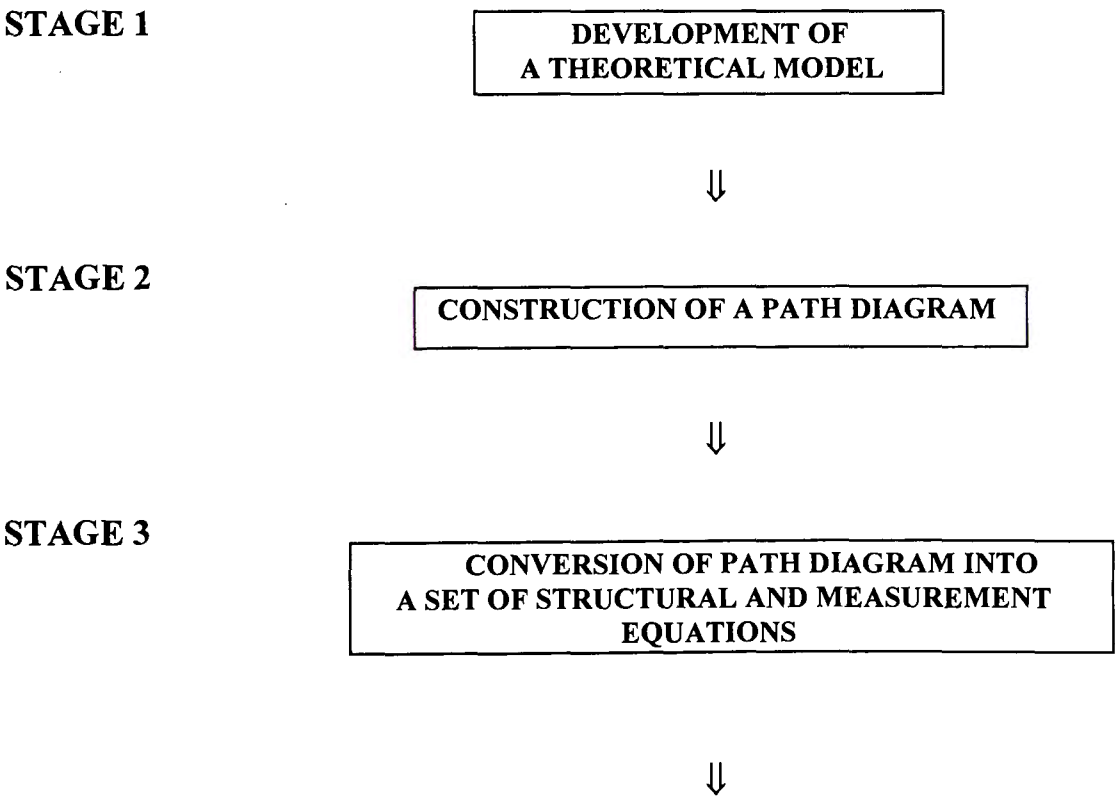 STAGE 1
DEVELOPMENT OF
A THEORETICAL MODEL
⇓
STAGE 2
CONSTRUCTION OF A PATH DIAGRAM
⇓
STAGE 3
CONVERSION OF PATH DIAGRAM INTO
A SET OF STRUCTURAL AND MEASUREMENT
EQUATIONS
⇓